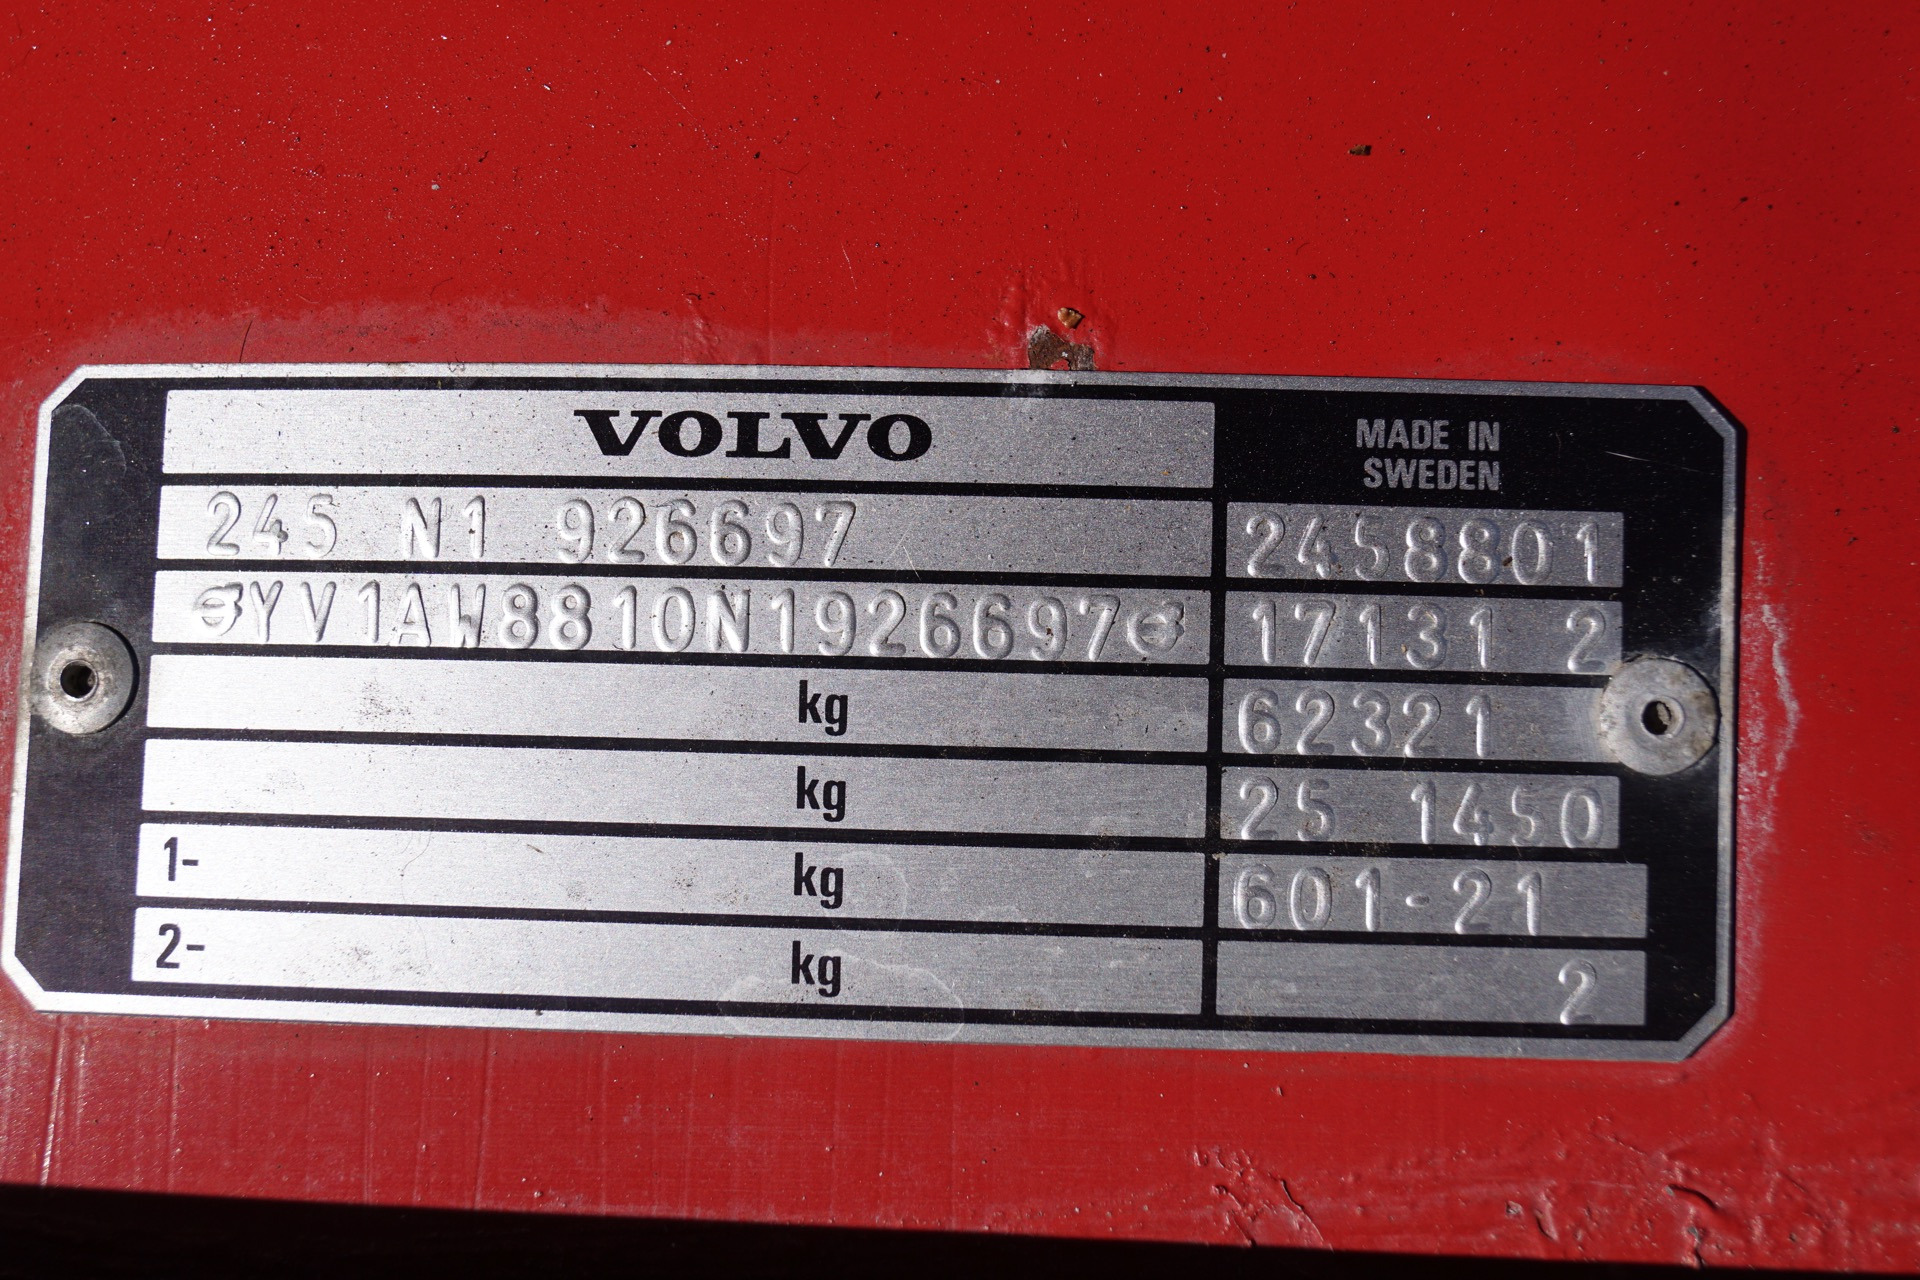 VOLVO
MADE IN
SWEDEN
245 N1 926697
YV1AW8810N1926697
kg
kg
1- kg
2- kg
2458801
17131 2
62321
25 1450
601-21
2